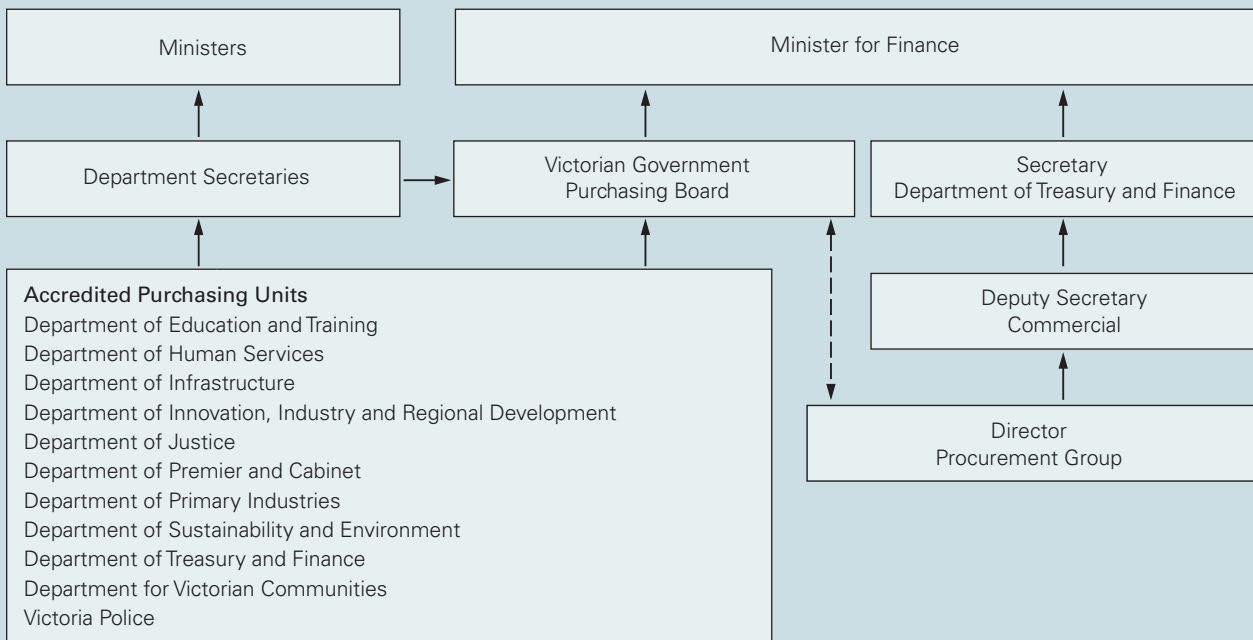 Ministers
Minister for Finance
Department Secretaries
Victorian Government
Purchasing Board
Secretary
Department of Treasury and Finance
Accredited Purchasing Units
Department of Education and Training
Department of Human Services
Department of Infrastructure
Department of Innovation, Industry and Regional Development
Department of Justice
Department of Premier and Cabinet
Department of Primary Industries
Department of Sustainability and Environment
Department of Treasury and Finance
Department for Victorian Communities
Victoria Police
Deputy Secretary
Commercial
Director
Procurement Group